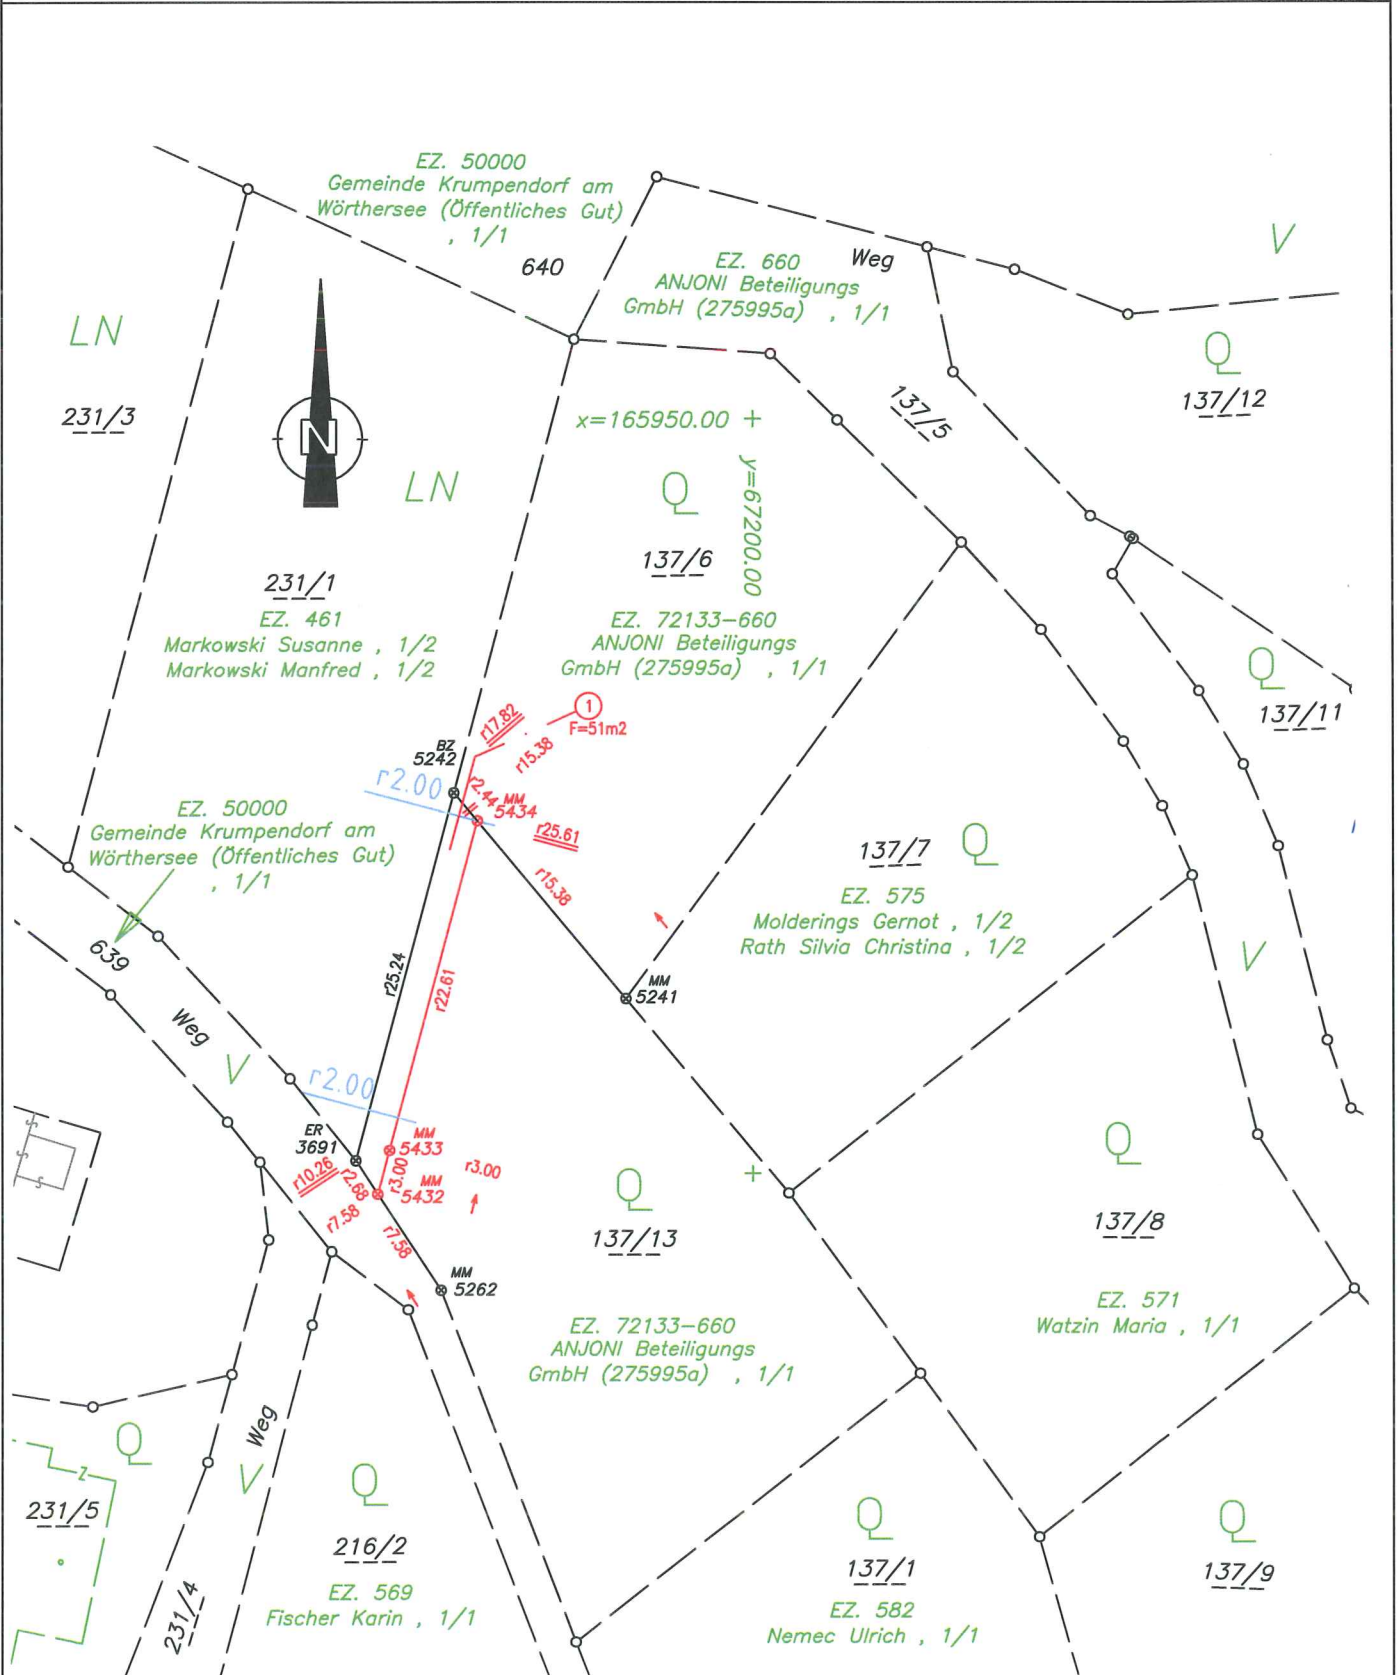 EZ. 50000
Gemeinde Krumpendorf am
Wörthersee (Öffentliches Gut)
, 1/1
640
EZ. 660
ANJONI Beteiligungs
GmbH (275995a) , 1/1
Weg
V
LN
231/3
N
LN
x=165950.00 +
y=67200.00
137/5
137/12
137/6
231/1
EZ. 461
Markowski Susanne , 1/2
Markowski Manfred , 1/2
EZ. 72133-660
ANJONI Beteiligungs
GmbH (275995a) , 1/1
137/11
1
F=51m2
r17.82
r15.38
BZ
5242
r2.00
r2.44
MM
5434
r25.61
r15.38
EZ. 50000
Gemeinde Krumpendorf am
Wörthersee (Öffentliches Gut)
, 1/1
639
Weg
V
137/7
EZ. 575
Molderings Gernot , 1/2
Rath Silvia Christina , 1/2
V
r25.24
r22.61
MM
5241
r2.00
ER
3691
MM
5433
r3.00
MM
5432
r3.00
r10.26
r2.68
r7.58
r7.58
MM
5262
137/13
EZ. 72133-660
ANJONI Beteiligungs
GmbH (275995a) , 1/1
137/8
EZ. 571
Watzin Maria , 1/1
Weg
V
Z
231/5
231/4
216/2
EZ. 569
Fischer Karin , 1/1
137/1
EZ. 582
Nemec Ulrich , 1/1
137/9